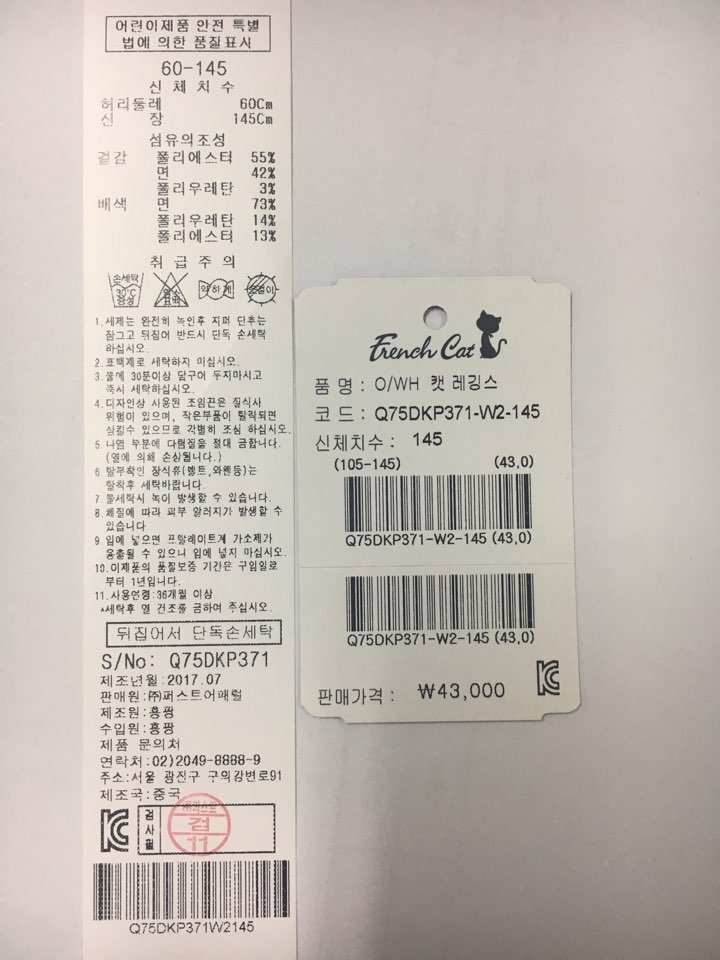 어린이제품 안전 특별
법에 의한 품질표시
60-145
신 체 치 수
허리둘레 60Cm
신 장 145Cm
섬유의조성
겉감 폴리에스터 55%
면 42%
폴리우레탄 3%
배색 면 73%
폴리우레탄 14%
폴리에스터 13%
취 급 주 의
손세탁
30℃
중성
염소
표백
약하게
옷걸이
1.세제는 완전히 녹인후 지퍼 단추는
잠그고 뒤집어 반드시 단독 손세탁
하십시오.
2.표백제로 세탁하지 마십시오.
3.물에 30분이상 담구어 두지마시고
즉시 세탁하십시오.
4.디자인상 사용된 조임끈은 질식사
위험이 있으며, 작은부품이 탈락되면
삼킬수 있으므로 각별히 조심 하십시오.
5.나염 부분에 다림질을 절대 금합니다.
(열에 의해 손상됩니다.)
6.탈부착인 장식류(벨트,와펜등)는
탈착후 세탁바랍니다.
7.물세탁시 녹이 발생할 수 있습니다.
8.체질에 따라 피부 알러지가 발생할 수
있습니다
9.입에 넣으면 프탈레이트계 가소제가
용출될 수 있으니 입에 넣지 마십시오.
10.이제품의 품질보증 기간은 구입일로
부터 1년입니다.
11.사용연령:36개월 이상
*세탁후 열 건조를 금하여 주십시오.
뒤집어서 단독손세탁
S/No: Q75DKP371
제조년월:2017.07
판매원:㈜퍼스트어패럴
제조원:홍팡
수입원:홍팡
제품 문의처
연락처:02)2049-8888-9
주소:서울 광진구 구의강변로91
제조국:중국
검
사
필
검
11
Q75DKP371W2145
French Cat
품 명 : O/WH 캣 레깅스
코 드 : Q75DKP371-W2-145
신체치수 : 145
(105-145) (43,0)
Q75DKP371-W2-145 (43,0)
Q75DKP371-W2-145 (43,0)
판매가격 : ₩43,000